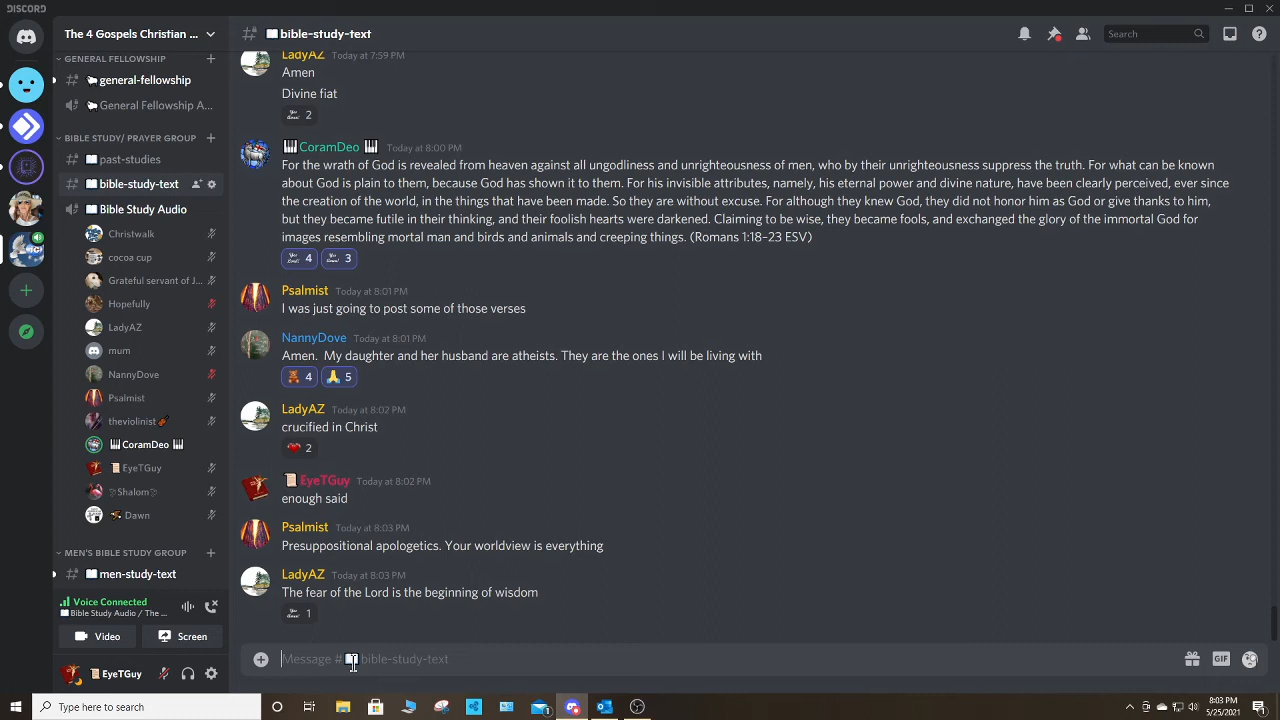 DISCORD
The 4 Gospels Christian ...
bible-study-text
Search
GENERAL FELLOWSHIP
general-fellowship
General Fellowship A...
BIBLE STUDY/ PRAYER GROUP
past-studies
bible-study-text
Bible Study Audio
Christwalk
cocoa cup
Grateful servant of J...
Hopefully
LadyAZ
mum
NannyDove
Psalmist
theviolinist
CoramDeo
EyeTGuy
Shalom
Dawn
MEN'S BIBLE STUDY GROUP
men-study-text
Voice Connected
Bible Study Audio / The ...
Video
Screen
EyeTGuy
LadyAZ Today at 7:59 PM
Amen
Divine fiat
2
CoramDeo Today at 8:00 PM
For the wrath of God is revealed from heaven against all ungodliness and unrighteousness of men, who by their unrighteousness suppress the truth. For what can be known
about God is plain to them, because God has shown it to them. For his invisible attributes, namely, his eternal power and divine nature, have been clearly perceived, ever since
the creation of the world, in the things that have been made. So they are without excuse. For although they knew God, they did not honor him as God or give thanks to him,
but they became futile in their thinking, and their foolish hearts were darkened. Claiming to be wise, they became fools, and exchanged the glory of the immortal God for
images resembling mortal man and birds and animals and creeping things. (Romans 1:18–23 ESV)
4 3
Psalmist Today at 8:01 PM
I was just going to post some of those verses
NannyDove Today at 8:01 PM
Amen. My daughter and her husband are atheists. They are the ones I will be living with
4 5
LadyAZ Today at 8:02 PM
crucified in Christ
2
EyeTGuy Today at 8:02 PM
enough said
Psalmist Today at 8:03 PM
Presuppositional apologetics. Your worldview is everything
LadyAZ Today at 8:03 PM
The fear of the Lord is the beginning of wisdom
1
Message # bible-study-text
GIF
Type here to search
8:03 PM
5/25/2021